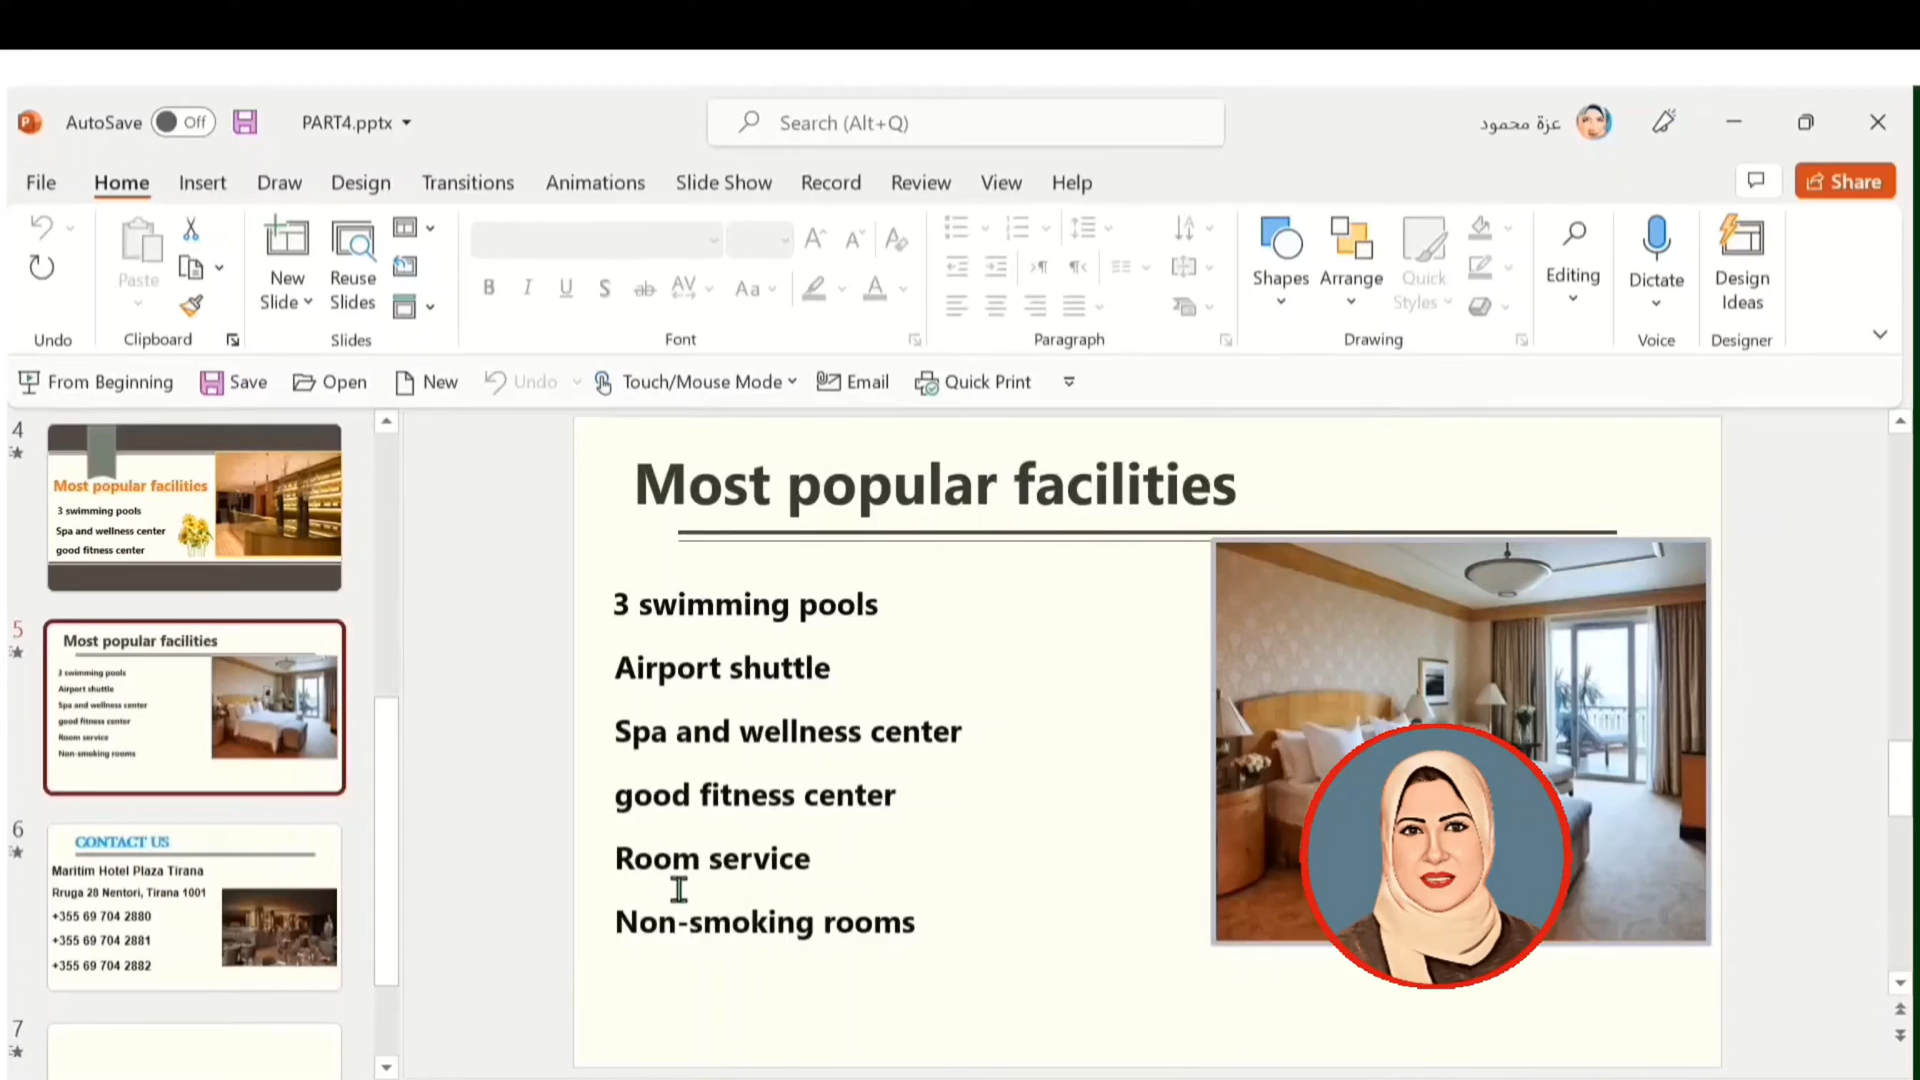 AutoSave Off PART4.pptx Search (Alt+Q) عزة محمود
File Home Insert Draw Design Transitions Animations Slide Show Record Review View Help Share
Paste New Slide Reuse Slides Shapes Arrange Quick Styles Editing Dictate Design Ideas
B I U S ab AV Aa A
Undo Clipboard Slides Font Paragraph Drawing Voice Designer
From Beginning Save Open New Undo Touch/Mouse Mode Email Quick Print
4
Most popular facilities
3 swimming pools
Spa and wellness center
good fitness center
5
Most popular facilities
3 swimming pools
Airport shuttle
Spa and wellness center
good fitness center
Room service
Non-smoking rooms
6
CONTACT US
Maritim Hotel Plaza Tirana
Rruga 28 Nentori, Tirana 1001
+355 69 704 2880
+355 69 704 2881
+355 69 704 2882
7
Most popular facilities
3 swimming pools
Airport shuttle
Spa and wellness center
good fitness center
Room service
Non-smoking rooms